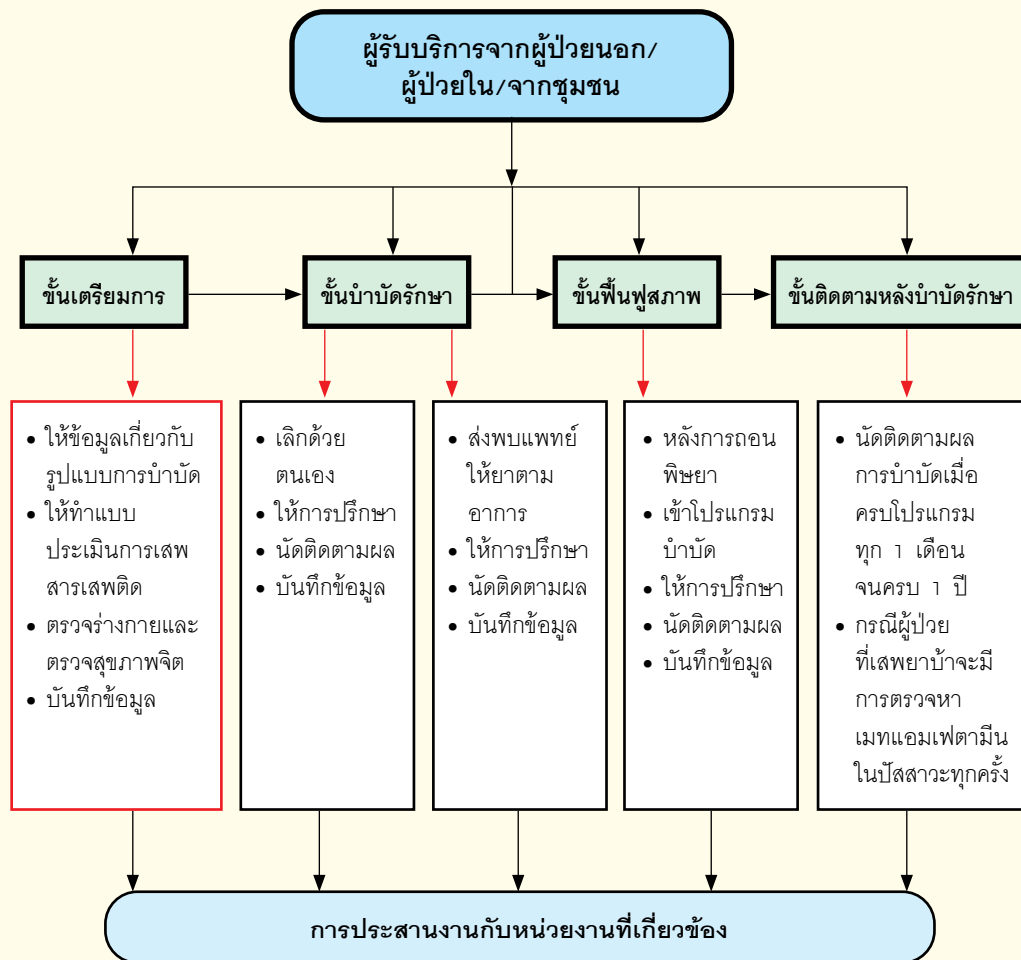 ผู้รับบริการจากผู้ป่วยนอก/
ผู้ป่วยใน/จากชุมชน
ขั้นเตรียมการ
ขั้นบำบัดรักษา
ขั้นฟื้นฟูสภาพ
ขั้นติดตามหลังบำบัดรักษา
• ให้ข้อมูลเกี่ยวกับ
รูปแบบการบำบัด
• ให้ทำแบบ
ประเมินการเสพ
สารเสพติด
• ตรวจร่างกายและ
ตรวจสุขภาพจิต
• บันทึกข้อมูล
• เลิกด้วย
ตนเอง
• ให้การปรึกษา
• นัดติดตามผล
• บันทึกข้อมูล
• ส่งพบแพทย์
ให้ยาตาม
อาการ
• ให้การปรึกษา
• นัดติดตามผล
• บันทึกข้อมูล
• หลังการถอน
พิษยา
• เข้าโปรแกรม
บำบัด
• ให้การปรึกษา
• นัดติดตามผล
• บันทึกข้อมูล
• นัดติดตามผล
การบำบัดเมื่อ
ครบโปรแกรม
ทุก 1 เดือน
จนครบ 1 ปี
• กรณีผู้ป่วย
ที่เสพยาบ้าจะมี
การตรวจหา
เมทแอมเฟตามีน
ในปัสสาวะทุกครั้ง
การประสานงานกับหน่วยงานที่เกี่ยวข้อง